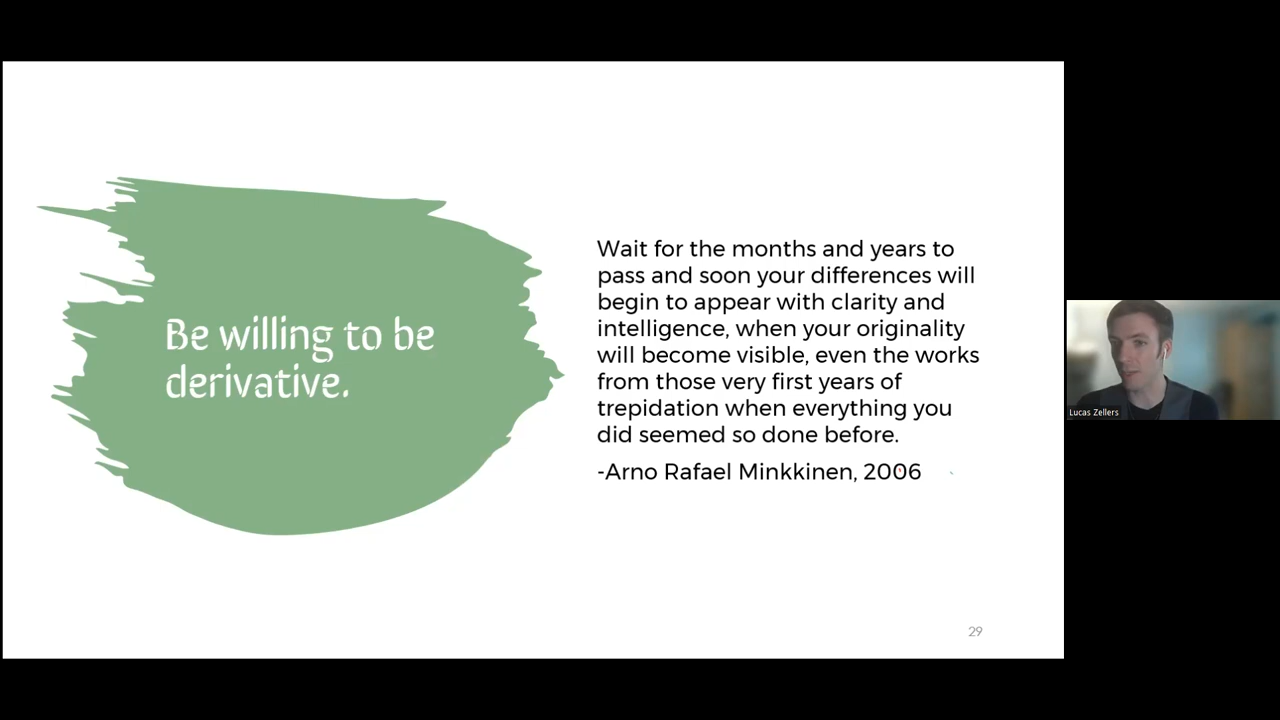 Be willing to be
derivative.
Wait for the months and years to
pass and soon your differences will
begin to appear with clarity and
intelligence, when your originality
will become visible, even the works
from those very first years of
trepidation when everything you
did seemed so done before.
-Arno Rafael Minkkinen, 2006
29
Lucas Zellers